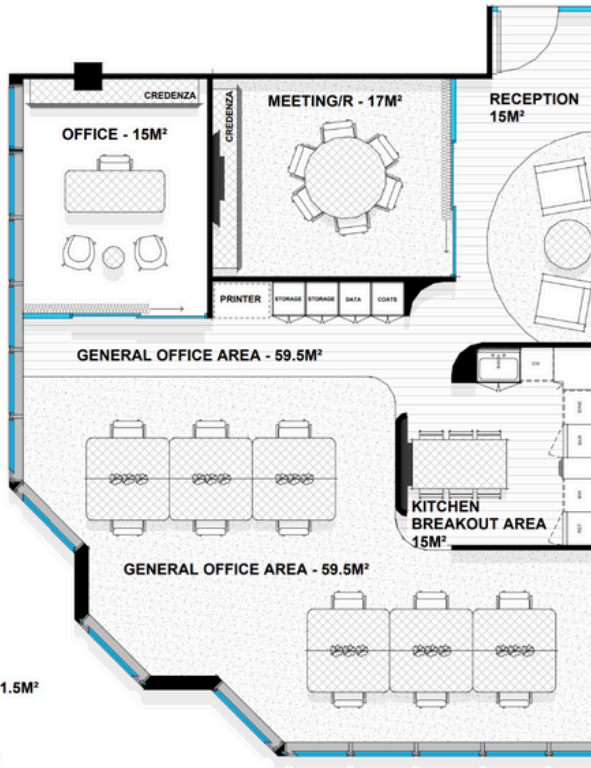 CREDENZA
OFFICE - 15M²
CREDENZA
MEETING/R - 17M²
RECEPTION
15M²
PRINTER
STORAGE
STORAGE
DATA
COATS
GENERAL OFFICE AREA - 59.5M²
DW
KITCHEN
BREAKOUT AREA
15M²
GENERAL OFFICE AREA - 59.5M²
1.5M²